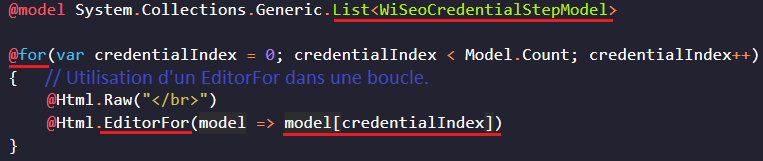 @model System.Collections.Generic.List<WiSeoCredentialStepModel>
@for(var credentialIndex = 0; credentialIndex < Model.Count; credentialIndex++)
{ // Utilisation d'un EditorFor dans une boucle.
@Html.Raw("</br>")
@Html.EditorFor(model => model[credentialIndex])
}